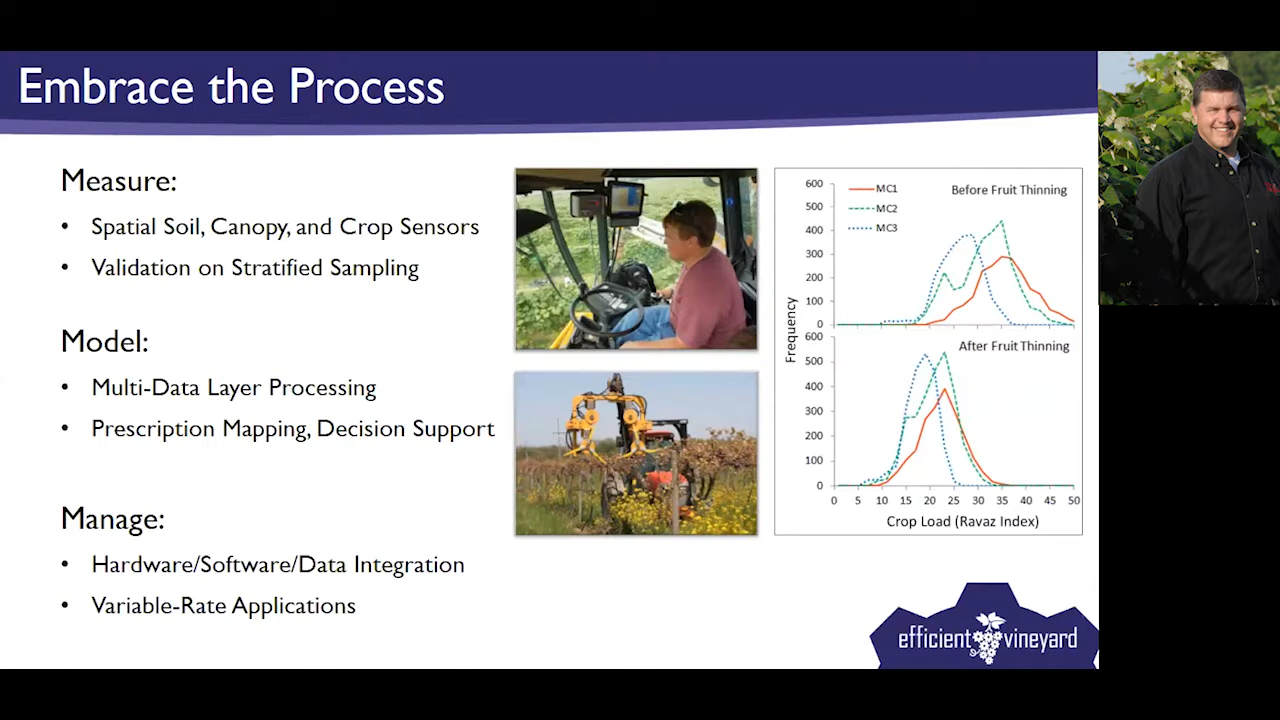 Embrace the Process
Measure:
• Spatial Soil, Canopy, and Crop Sensors
• Validation on Stratified Sampling
Model:
• Multi-Data Layer Processing
• Prescription Mapping, Decision Support
Manage:
• Hardware/Software/Data Integration
• Variable-Rate Applications
600
500
400
300
200
100
0
MC1
MC2
MC3
Before Fruit Thinning
Frequency
600
500
400
300
200
100
0
After Fruit Thinning
0 5 10 15 20 25 30 35 40 45 50
Crop Load (Ravaz Index)
efficient vineyard